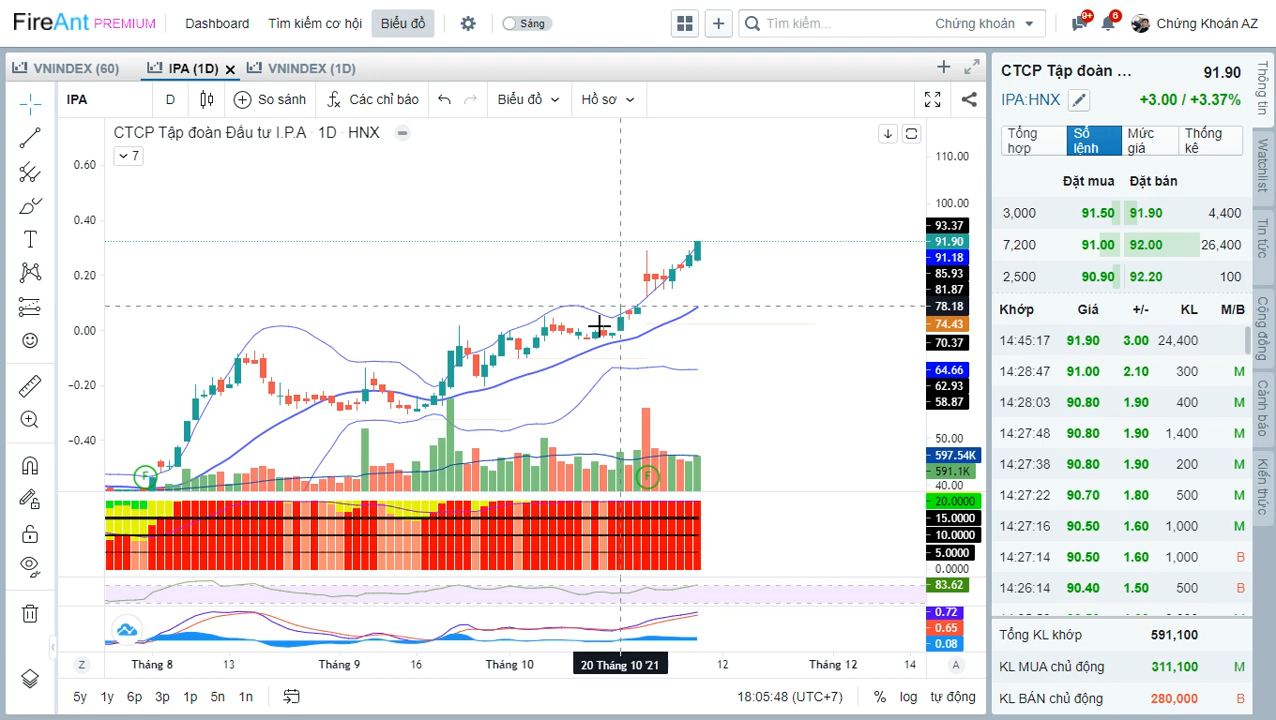 FireAnt PREMIUM Dashboard Tìm kiếm cơ hội Biểu đồ Sáng Tìm kiếm... Chứng khoán 9+ 6 Chứng Khoán AZ
VNINDEX (60) IPA (1D) VNINDEX (1D)
IPA D So sánh Các chỉ báo Biểu đồ Hồ sơ
CTCP Tập đoàn Đầu tư I.P.A 1D HNX
7
0.60
0.40
0.20
0.00
−0.20
−0.40
110.00
100.00
93.37
91.90
91.18
85.93
81.87
78.18
74.43
70.37
64.66
62.93
58.87
50.00
597.54K
591.1K
40.00
20.0000
15.0000
10.0000
5.0000
0.0000
83.62
0.72
0.65
0.08
F
F
Z Tháng 8 13 Tháng 9 16 Tháng 10 20 Tháng 10 '21 12 Tháng 12 14 A
5y 1y 6p 3p 1p 5n 1n 18:05:48 (UTC+7) % log tự động
CTCP Tập đoàn ... 91.90
IPA:HNX +3.00 / +3.37%
Tổng hợp Sổ lệnh Mức giá Thống kê
Đặt mua Đặt bán
3,000 91.50 91.90 4,400
7,200 91.00 92.00 26,400
2,500 90.90 92.20 100
Khớp Giá +/- KL M/B
14:45:17 91.90 3.00 24,400
14:28:47 91.00 2.10 300 M
14:28:03 90.80 1.90 400 M
14:27:48 90.80 1.90 1,400 M
14:27:38 90.80 1.90 200 M
14:27:22 90.70 1.80 500 M
14:27:16 90.50 1.60 1,000 M
14:27:14 90.50 1.60 1,000 B
14:26:14 90.40 1.50 500 M
Tổng KL khớp 591,100
KL MUA chủ động 311,100 M
KL BÁN chủ động 280,000 B
Thông tin
Watchlist
Tin tức
Cộng đồng
Cảnh báo
Kiến thức